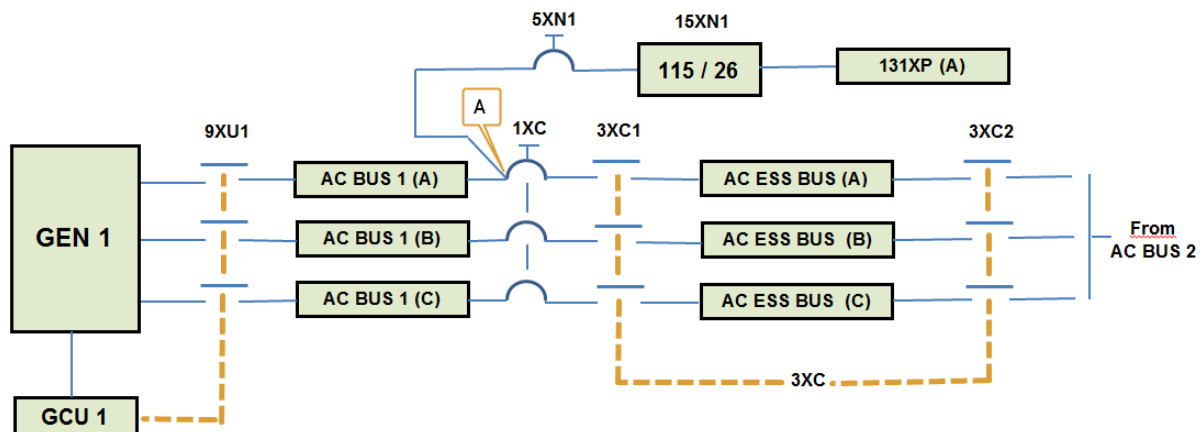 5XN1
15XN1
115 / 26
131XP (A)
A
9XU1
1XC
3XC1
3XC2
GEN 1
AC BUS 1 (A)
AC ESS BUS (A)
AC BUS 1 (B)
AC ESS BUS (B)
From
AC BUS 2
AC BUS 1 (C)
AC ESS BUS (C)
3XC
GCU 1